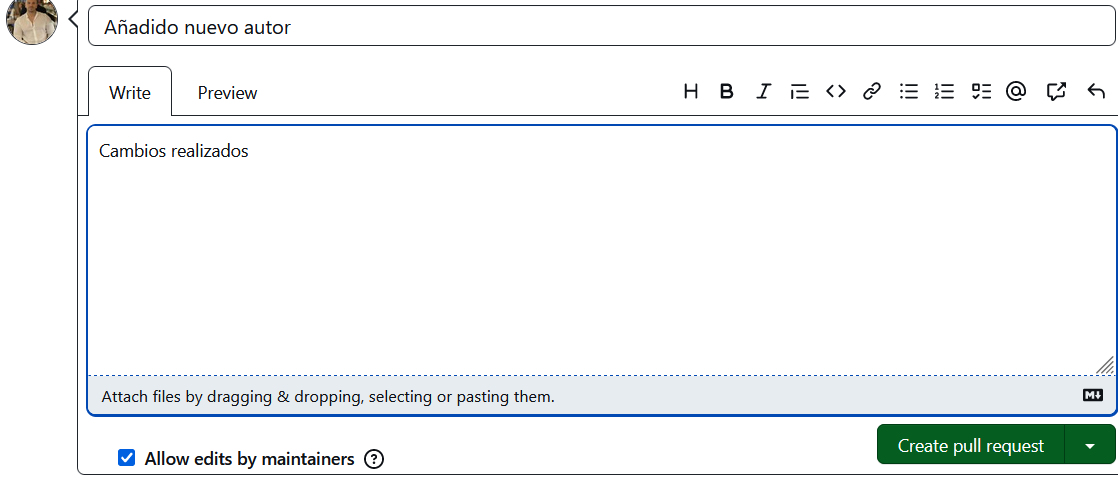 Añadido nuevo autor
Write Preview
Cambios realizados
Attach files by dragging & dropping, selecting or pasting them.
Allow edits by maintainers
Create pull request